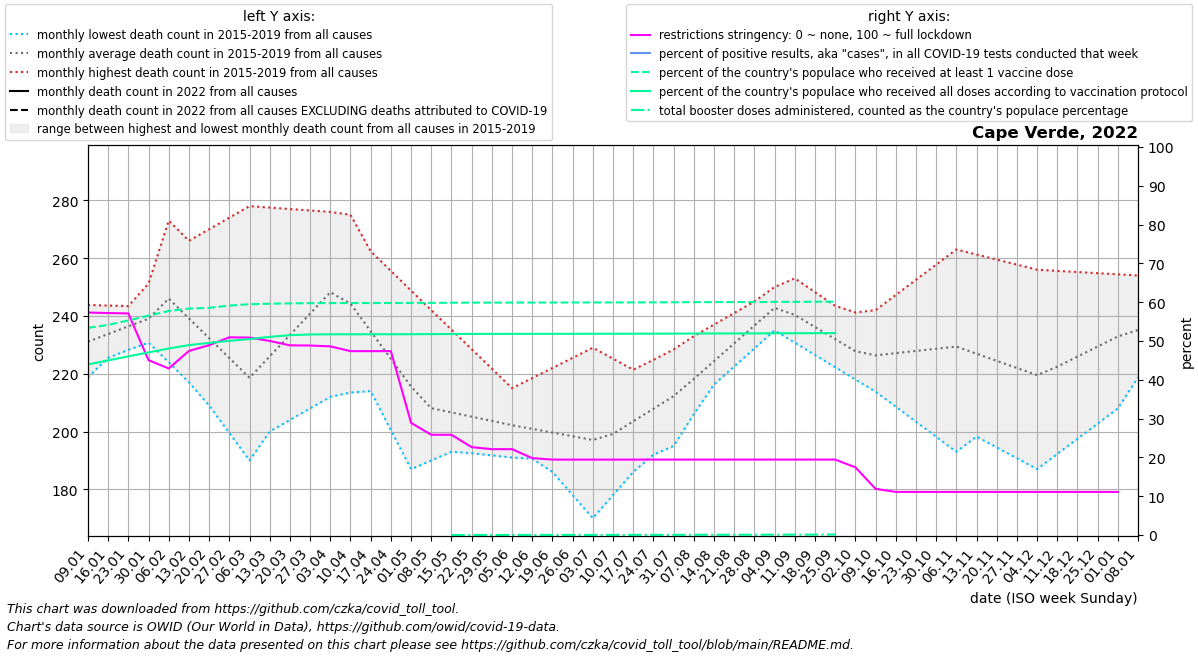 left Y axis:
monthly lowest death count in 2015-2019 from all causes
monthly average death count in 2015-2019 from all causes
monthly highest death count in 2015-2019 from all causes
monthly death count in 2022 from all causes
monthly death count in 2022 from all causes EXCLUDING deaths attributed to COVID-19
range between highest and lowest monthly death count from all causes in 2015-2019
right Y axis:
restrictions stringency: 0 ~ none, 100 ~ full lockdown
percent of positive results, aka "cases", in all COVID-19 tests conducted that week
percent of the country's populace who received at least 1 vaccine dose
percent of the country's populace who received all doses according to vaccination protocol
total booster doses administered, counted as the country's populace percentage
Cape Verde, 2022
count
280
260
240
220
200
180
100
90
80
70
60
50
40
30
20
10
0
percent
09.01 16.01 23.01 30.01 06.02 13.02 20.02 27.02 06.03 13.03 20.03 27.03 03.04 10.04 17.04 24.04 01.05 08.05 15.05 22.05 29.05 05.06 12.06 19.06 26.06 03.07 10.07 17.07 24.07 31.07 07.08 14.08 21.08 28.08 04.09 11.09 18.09 25.09 02.10 09.10 16.10 23.10 30.10 06.11 13.11 20.11 27.11 04.12 11.12 18.12 25.12 01.01 08.01
date (ISO week Sunday)
This chart was downloaded from https://github.com/czka/covid_toll_tool.
Chart's data source is OWID (Our World in Data), https://github.com/owid/covid-19-data.
For more information about the data presented on this chart please see https://github.com/czka/covid_toll_tool/blob/main/README.md.